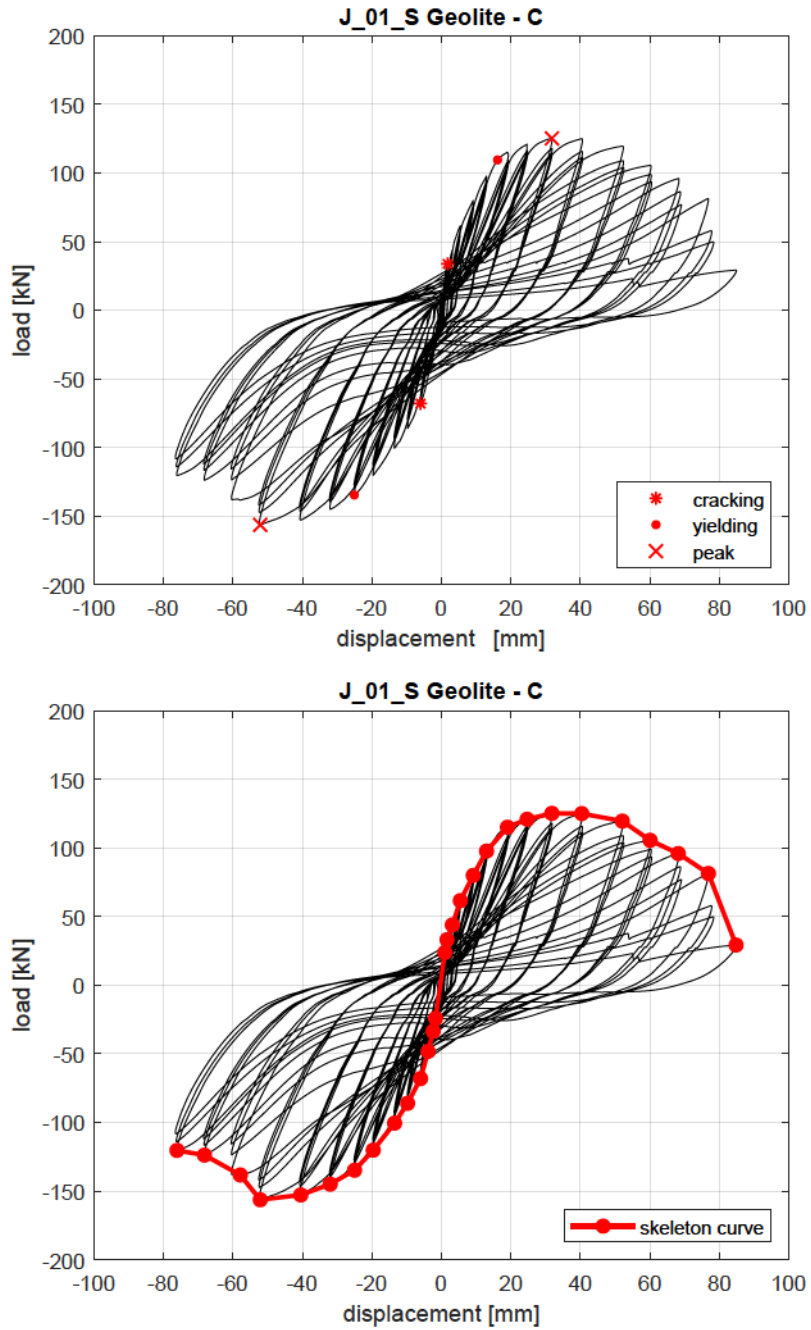 J_01_S Geolite - C
200
150
100
50
0
-50
-100
-150
-200
load [kN]
cracking
yielding
peak
-100 -80 -60 -40 -20 0 20 40 60 80 100
displacement [mm]
J_01_S Geolite - C
200
150
100
50
0
-50
-100
-150
-200
load [kN]
skeleton curve
-100 -80 -60 -40 -20 0 20 40 60 80 100
displacement [mm]